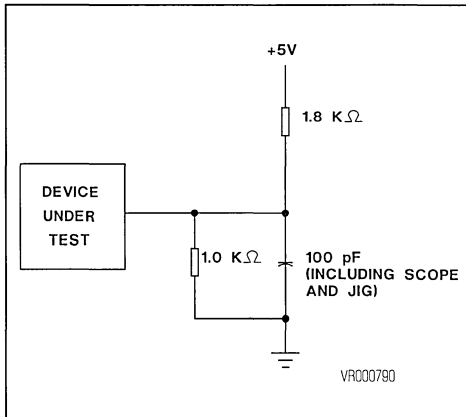 +5V
1.8 KΩ
DEVICE
UNDER
TEST
1.0 KΩ
100 pF
(INCLUDING SCOPE
AND JIG)
VR000790